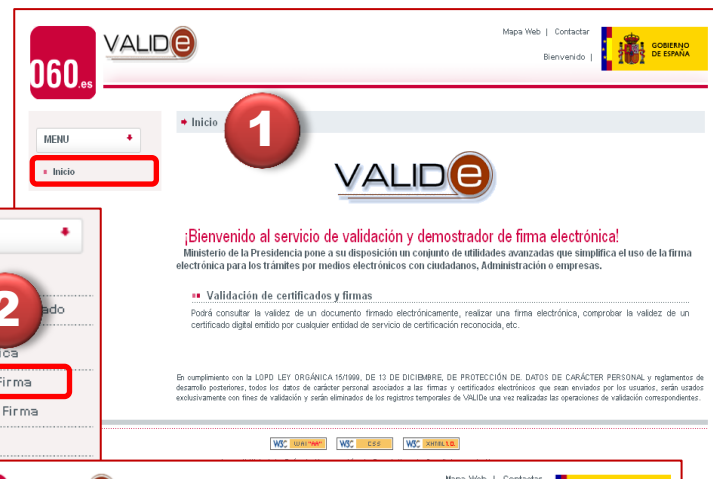 Mapa Web | Contactar
VALIDe
GOBIERNO
DE ESPAÑA
Bienvenido |
060.es
Inicio
1
MENU
Inicio
VALIDe
¡Bienvenido al servicio de validación y demostrador de firma electrónica!
Ministerio de la Presidencia pone a su disposición un conjunto de utilidades avanzadas que simplifica el uso de la firma
electrónica para los trámites por medios electrónicos con ciudadanos, Administración o empresas.
2
ado
Validación de certificados y firmas
Podrá consultar la validez de un documento firmado electrónicamente, realizar una firma electrónica, comprobar la validez de un
certificado digital emitido por cualquier entidad de servicio de certificación reconocida, etc.
ica
Firma
Firma
En cumplimiento con la LOPD LEY ORGÁNICA 15/1999, DE 13 DE DICIEMBRE, DE PROTECCIÓN DE DATOS DE CARÁCTER PERSONAL y reglamentos de
desarrollo posteriores, todos los datos de carácter personal asociados a las firmas y certificados electrónicos que sean enviados por los usuarios, serán usados
exclusivamente con fines de validación y serán eliminados de los registros temporales de VALIDe una vez realizadas las operaciones de validación correspondientes.
W3C WAI-"AA" W3C CSS W3C XHTML 1.0
Mapa Web | Contactar